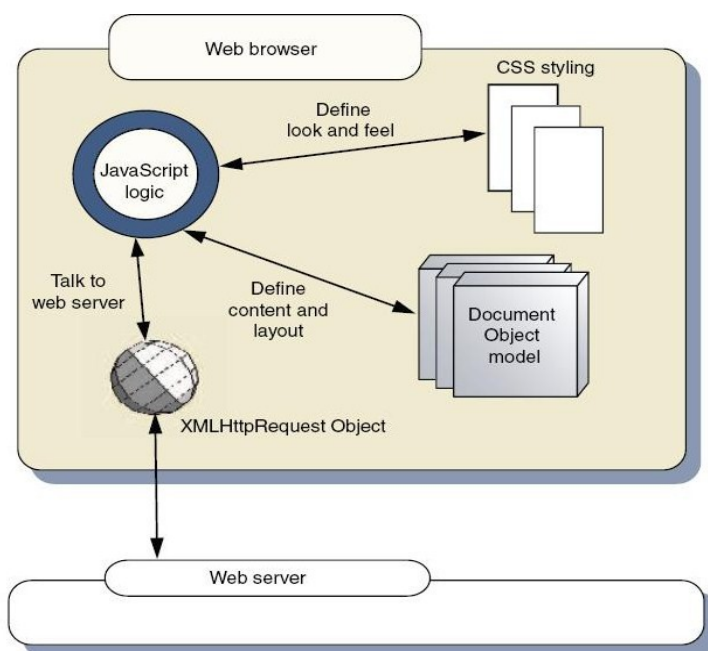 Web browser
CSS styling
Define
look and feel
JavaScript
logic
Talk to
web server
Define
content and
layout
Document
Object
model
XMLHttpRequest Object
Web server